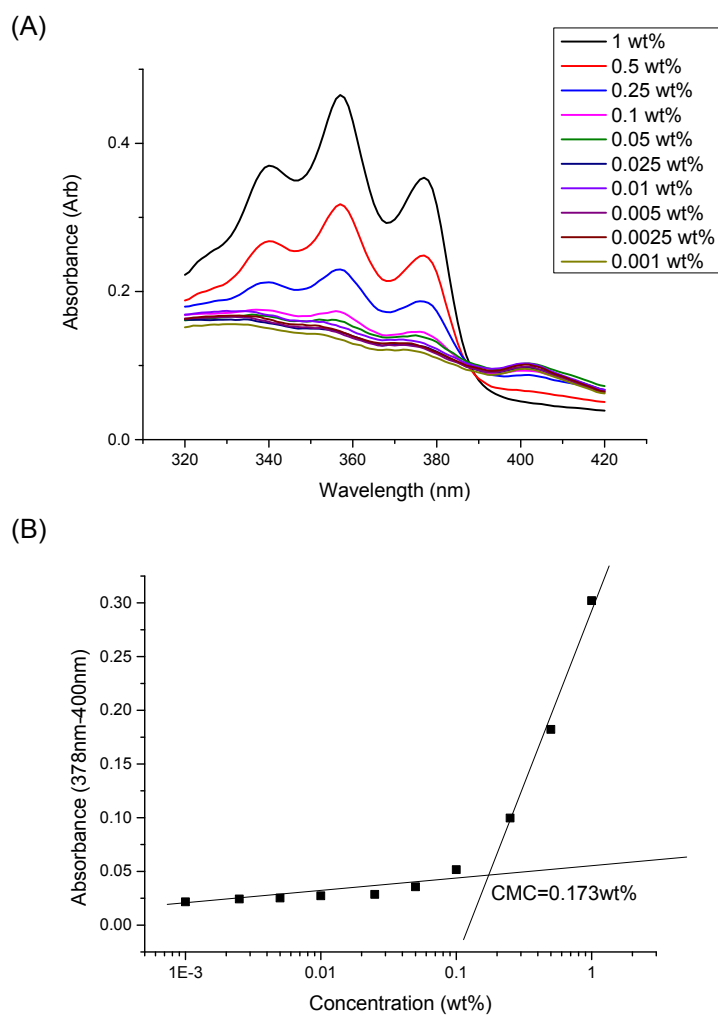 (A)
1 wt%
0.5 wt%
0.25 wt%
0.1 wt%
0.05 wt%
0.025 wt%
0.01 wt%
0.005 wt%
0.0025 wt%
0.001 wt%
0.4
0.2
0.0
Absorbance (Arb)
320
340
360
380
400
420
Wavelength (nm)
(B)
0.30
0.25
0.20
0.15
0.10
0.05
0.00
Absorbance (378nm-400nm)
CMC=0.173wt%
1E-3
0.01
0.1
1
Concentration (wt%)